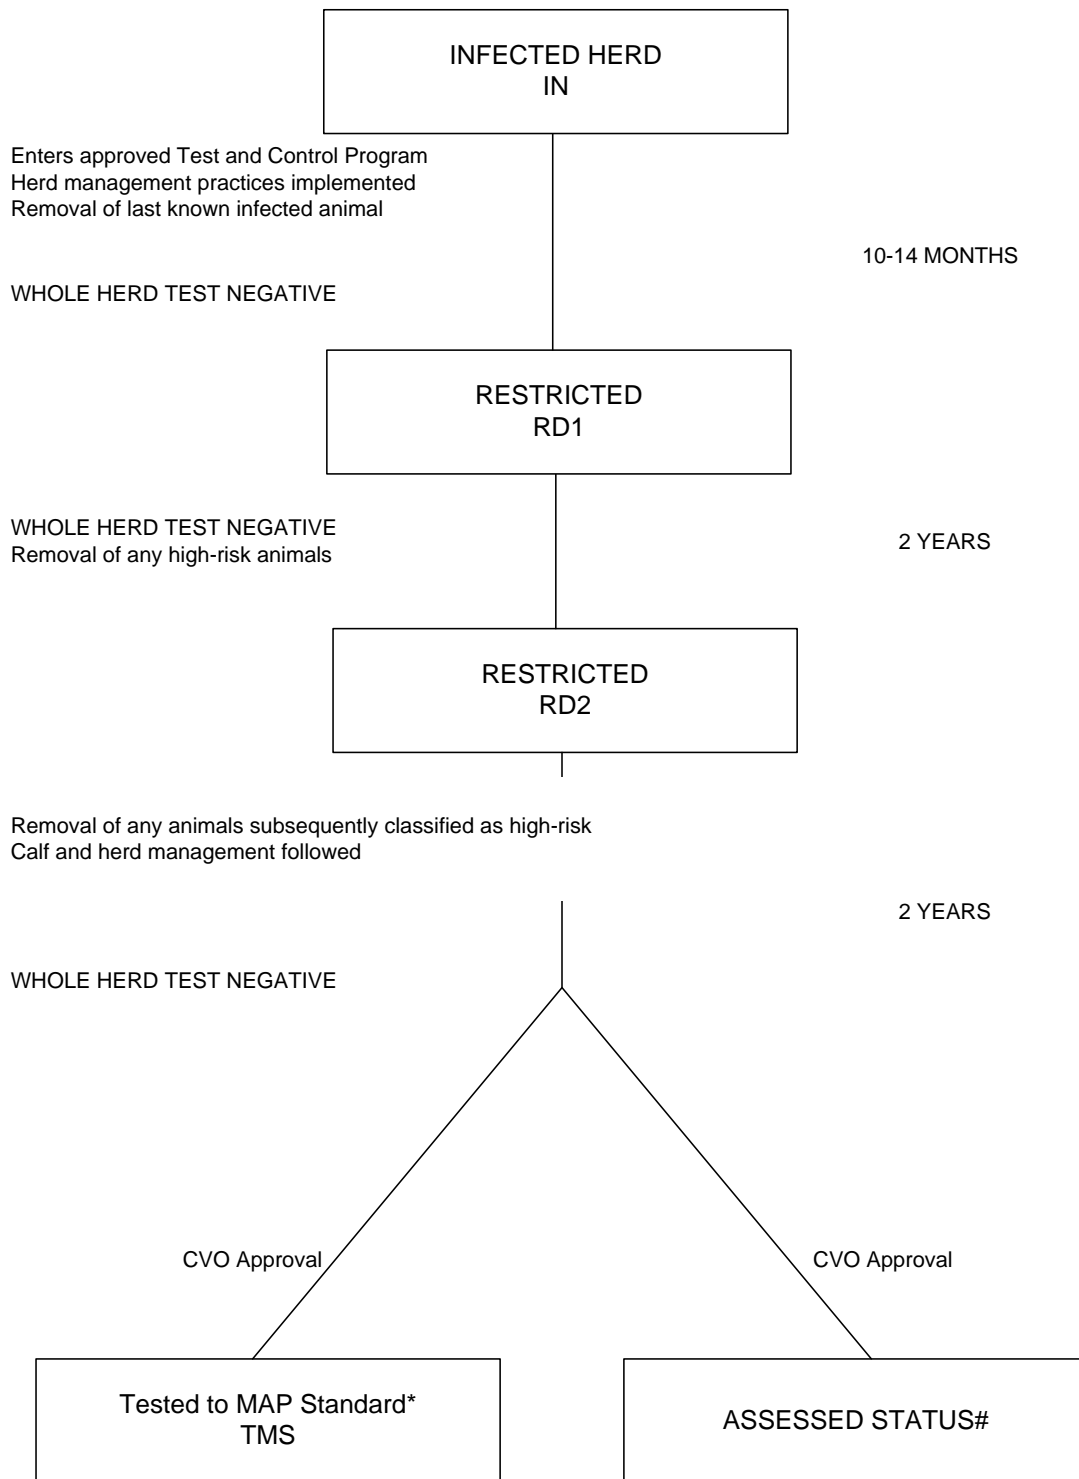 INFECTED HERD
IN
Enters approved Test and Control Program
Herd management practices implemented
Removal of last known infected animal
10-14 MONTHS
WHOLE HERD TEST NEGATIVE
RESTRICTED
RD1
WHOLE HERD TEST NEGATIVE
Removal of any high-risk animals
2 YEARS
RESTRICTED
RD2
Removal of any animals subsequently classified as high-risk
Calf and herd management followed
2 YEARS
WHOLE HERD TEST NEGATIVE
CVO Approval
CVO Approval
Tested to MAP Standard*
TMS
ASSESSED STATUS#